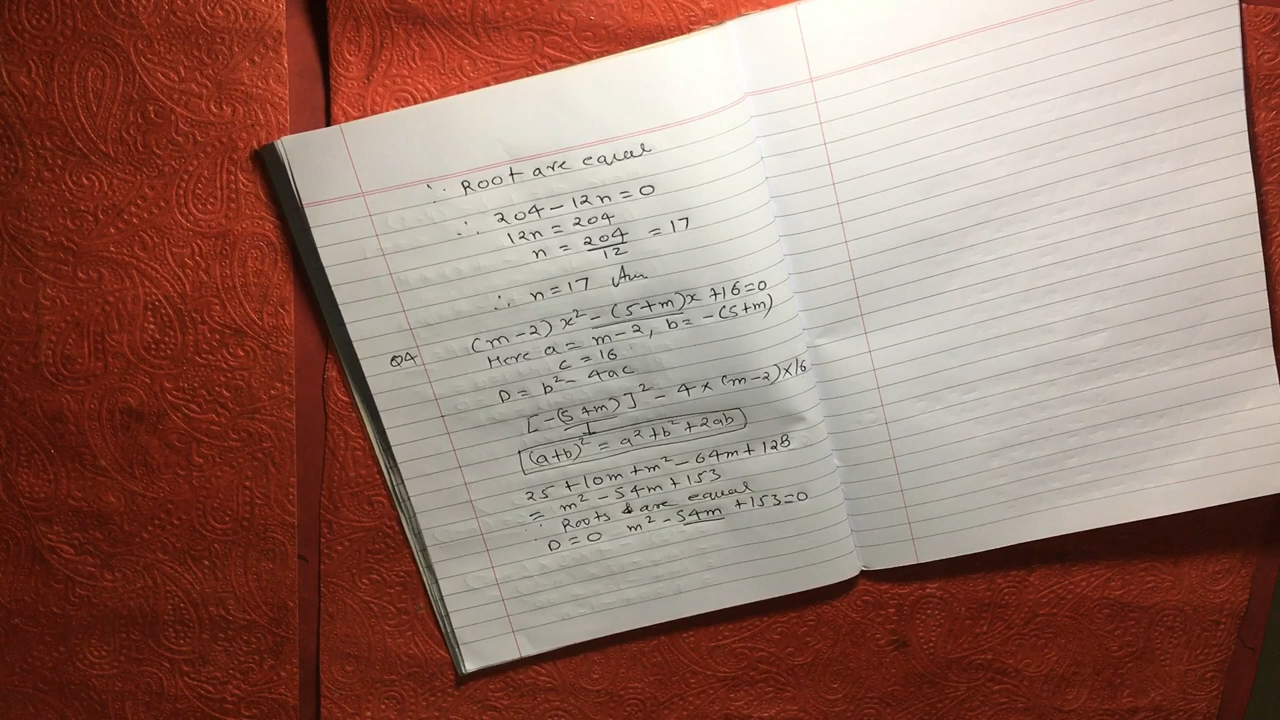 ∵ Root are equal
∴ 204 - 12n = 0
12n = 204
n = 204/12 = 17
∴ n = 17 Ans
Q4 (m-2)x² - (5+m)x + 16 = 0
Here a = m-2, b = -(5+m)
c = 16
D = b² - 4ac
[-(5+m)]² - 4 × (m-2) × 16
[(a+b)² = a² + b² + 2ab]
25 + 10m + m² - 64m + 128
= m² - 54m + 153
∵ Roots are equal
D = 0 m² - 54m + 153 = 0